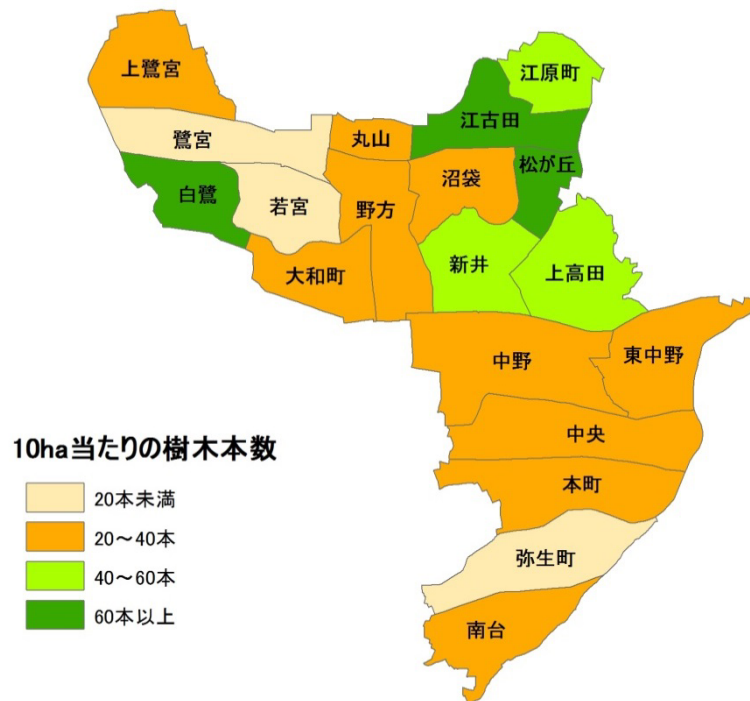 上鷺宮
江原町
鷺宮
丸山
江古田
白鷺
若宮
野方
沼袋
松が丘
大和町
新井
上高田
中野
東中野
中央
本町
弥生町
南台
10ha当たりの樹木本数
20本未満
20～40本
40～60本
60本以上